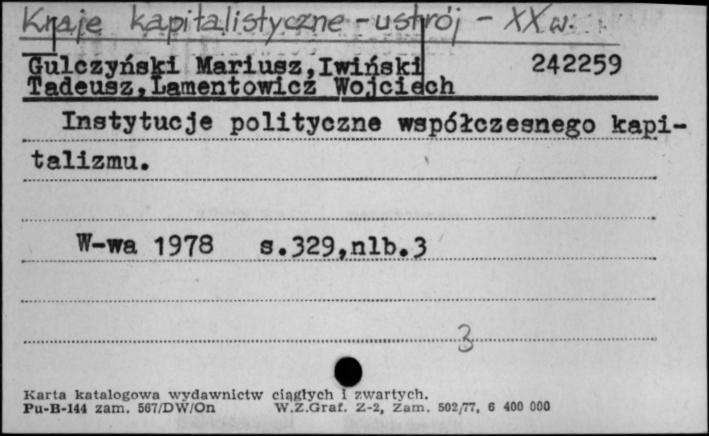 Kraje kapitalistyczne - ustrój - XX w.
Gulczyński Mariusz,Iwiński 242259
Tadeusz,Lamentowicz Wojciech
Instytucje polityczne współczesnego kapi-
talizmu.
W-wa 1978 s.329,nlb.3
3
Karta katalogowa wydawnictw ciągłych i zwartych.
Pu-B-144 zam. 567/DW/On W.Z.Graf. Z-2, Zam. 502/77, 6 400 000